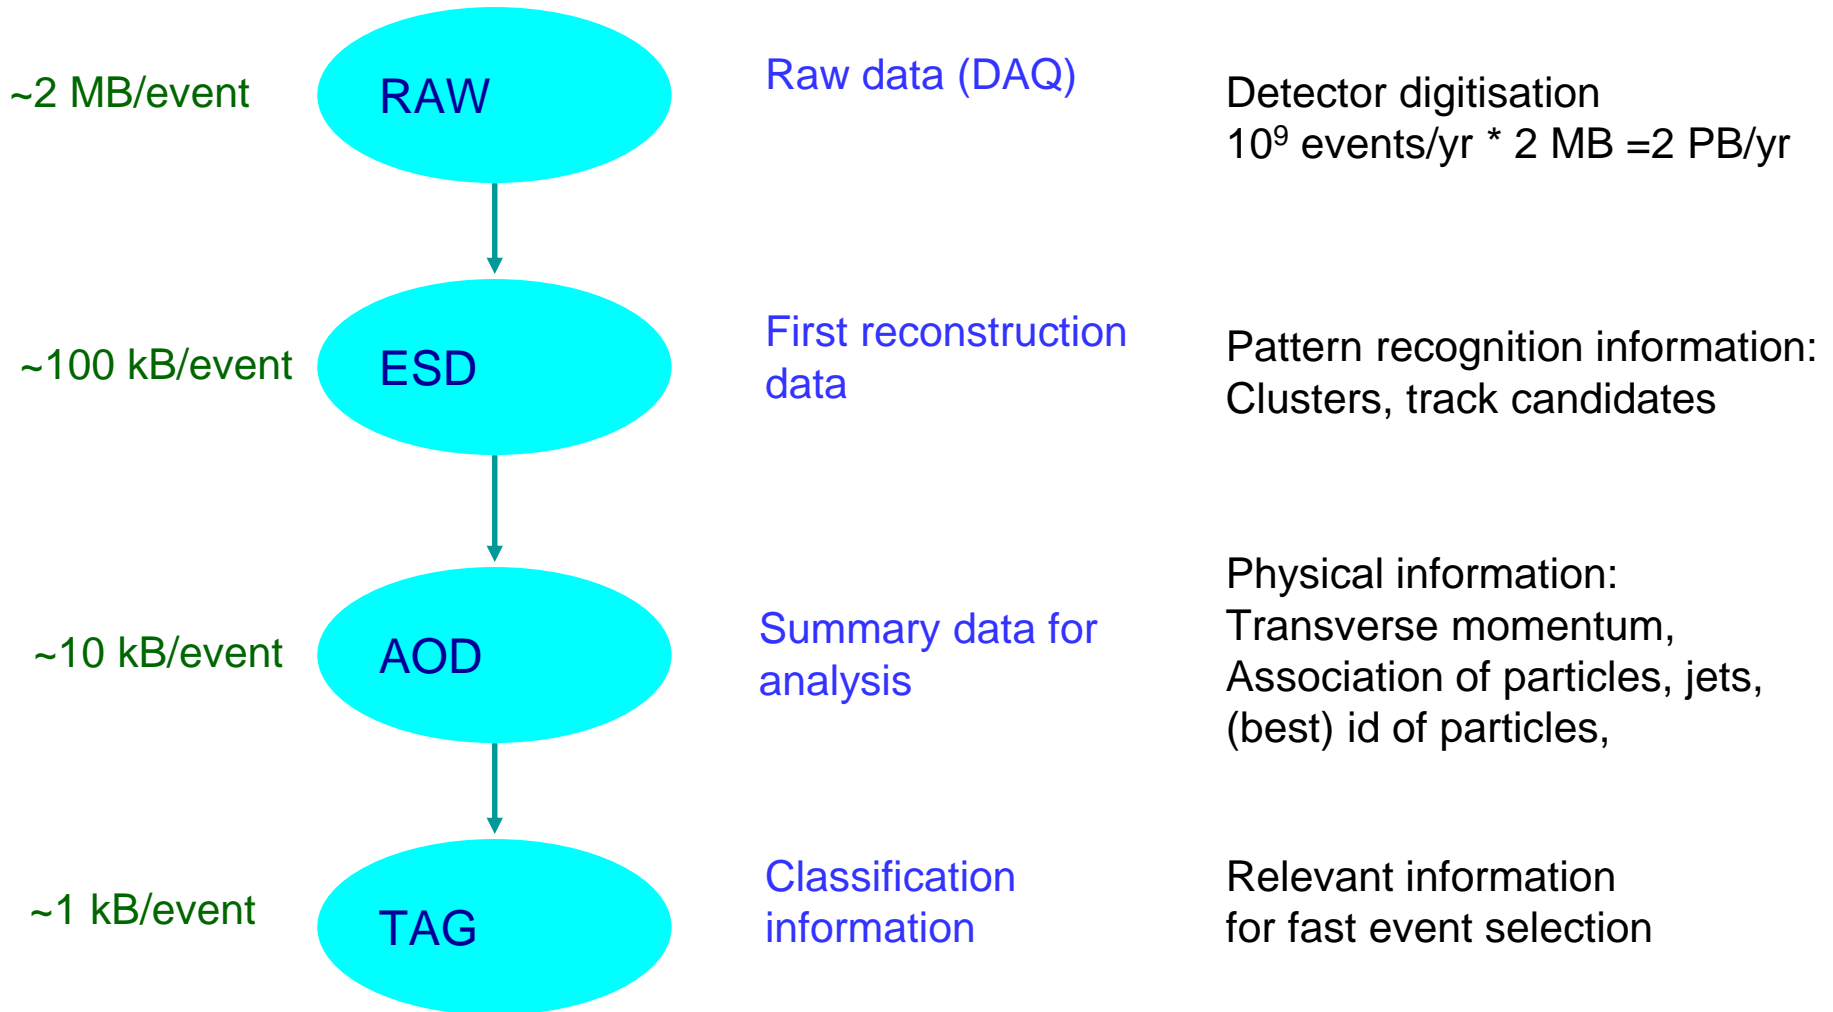 ~2 MB/event
RAW
Raw data (DAQ)
Detector digitisation
10⁹ events/yr * 2 MB =2 PB/yr
~100 kB/event
ESD
First reconstruction
data
Pattern recognition information:
Clusters, track candidates
~10 kB/event
AOD
Summary data for
analysis
Physical information:
Transverse momentum,
Association of particles, jets,
(best) id of particles,
~1 kB/event
TAG
Classification
information
Relevant information
for fast event selection